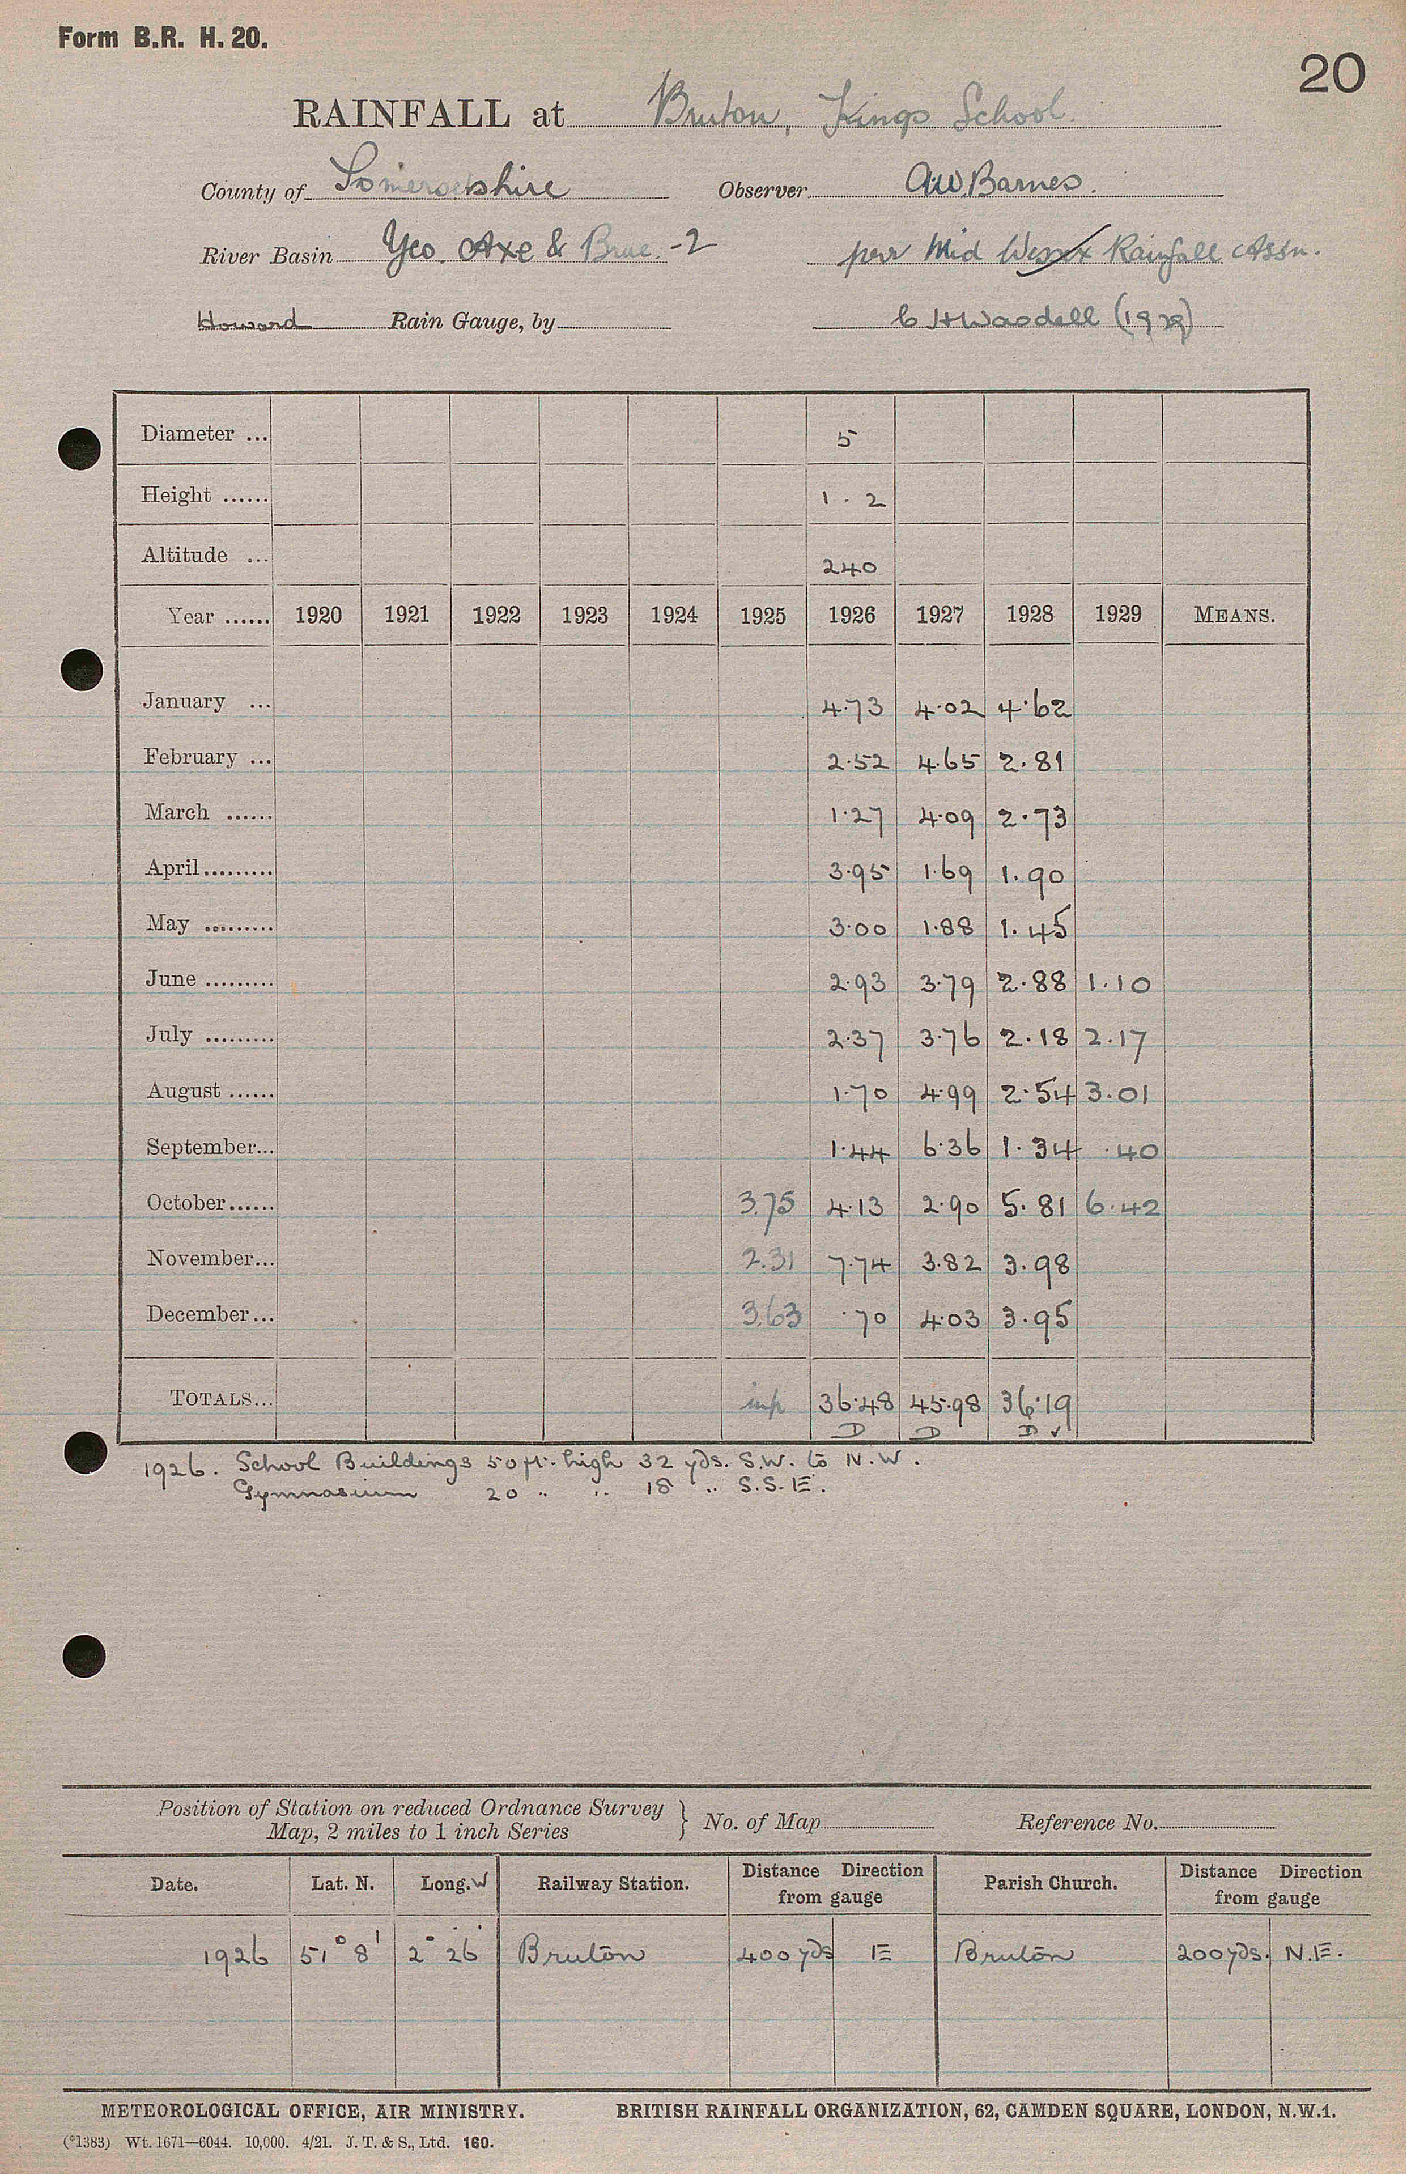 Form B.R. H. 20.
20
RAINFALL at Bruton, Kings School.
County of Somersetshire Observer A.W. Barnes.
River Basin Yeo. Axe & Brue. -2 per Mid Wessex Rainfall Assn.
Howard Rain Gauge, by C H Wasdell (1929)
Diameter ... 5
Height ...... 1 . 2
Altitude ... 240
Year ...... 1920 1921 1922 1923 1924 1925 1926 1927 1928 1929 MEANS.
January ... 4.73 4.02 4.62
February ... 2.52 4.65 2.81
March ...... 1.27 4.09 2.73
April ......... 3.95 1.69 1.90
May ......... 3.00 1.88 1.45
June ......... 2.93 3.79 2.88 1.10
July ......... 2.37 3.76 2.18 2.17
August ...... 1.70 4.99 2.54 3.01
September... 1.44 6.36 1.34 .40
October...... 3.75 4.13 2.90 5.81 6.42
November... 2.31 7.74 3.82 3.98
December... 3.63 .70 4.03 3.95
TOTALS... inp 36.48 45.98 36.19
D D D ✓
1926. School Buildings 50 ft. high 32 yds. S.W. to N.W.
Gymnasium 20 .. .. 18 .. S.S.E.
Position of Station on reduced Ordnance Survey
Map, 2 miles to 1 inch Series } No. of Map Reference No.
Date. Lat. N. Long. W Railway Station. Distance Direction from gauge Parish Church. Distance Direction from gauge
1926 51° 8' 2° 26' Bruton 400 yds E Bruton 200 yds. N.E.
METEOROLOGICAL OFFICE, AIR MINISTRY. BRITISH RAINFALL ORGANIZATION, 62, CAMDEN SQUARE, LONDON, N.W.1.
(*1383) Wt. 1671—6044. 10,000. 4/21. J. T. & S., Ltd. 160.